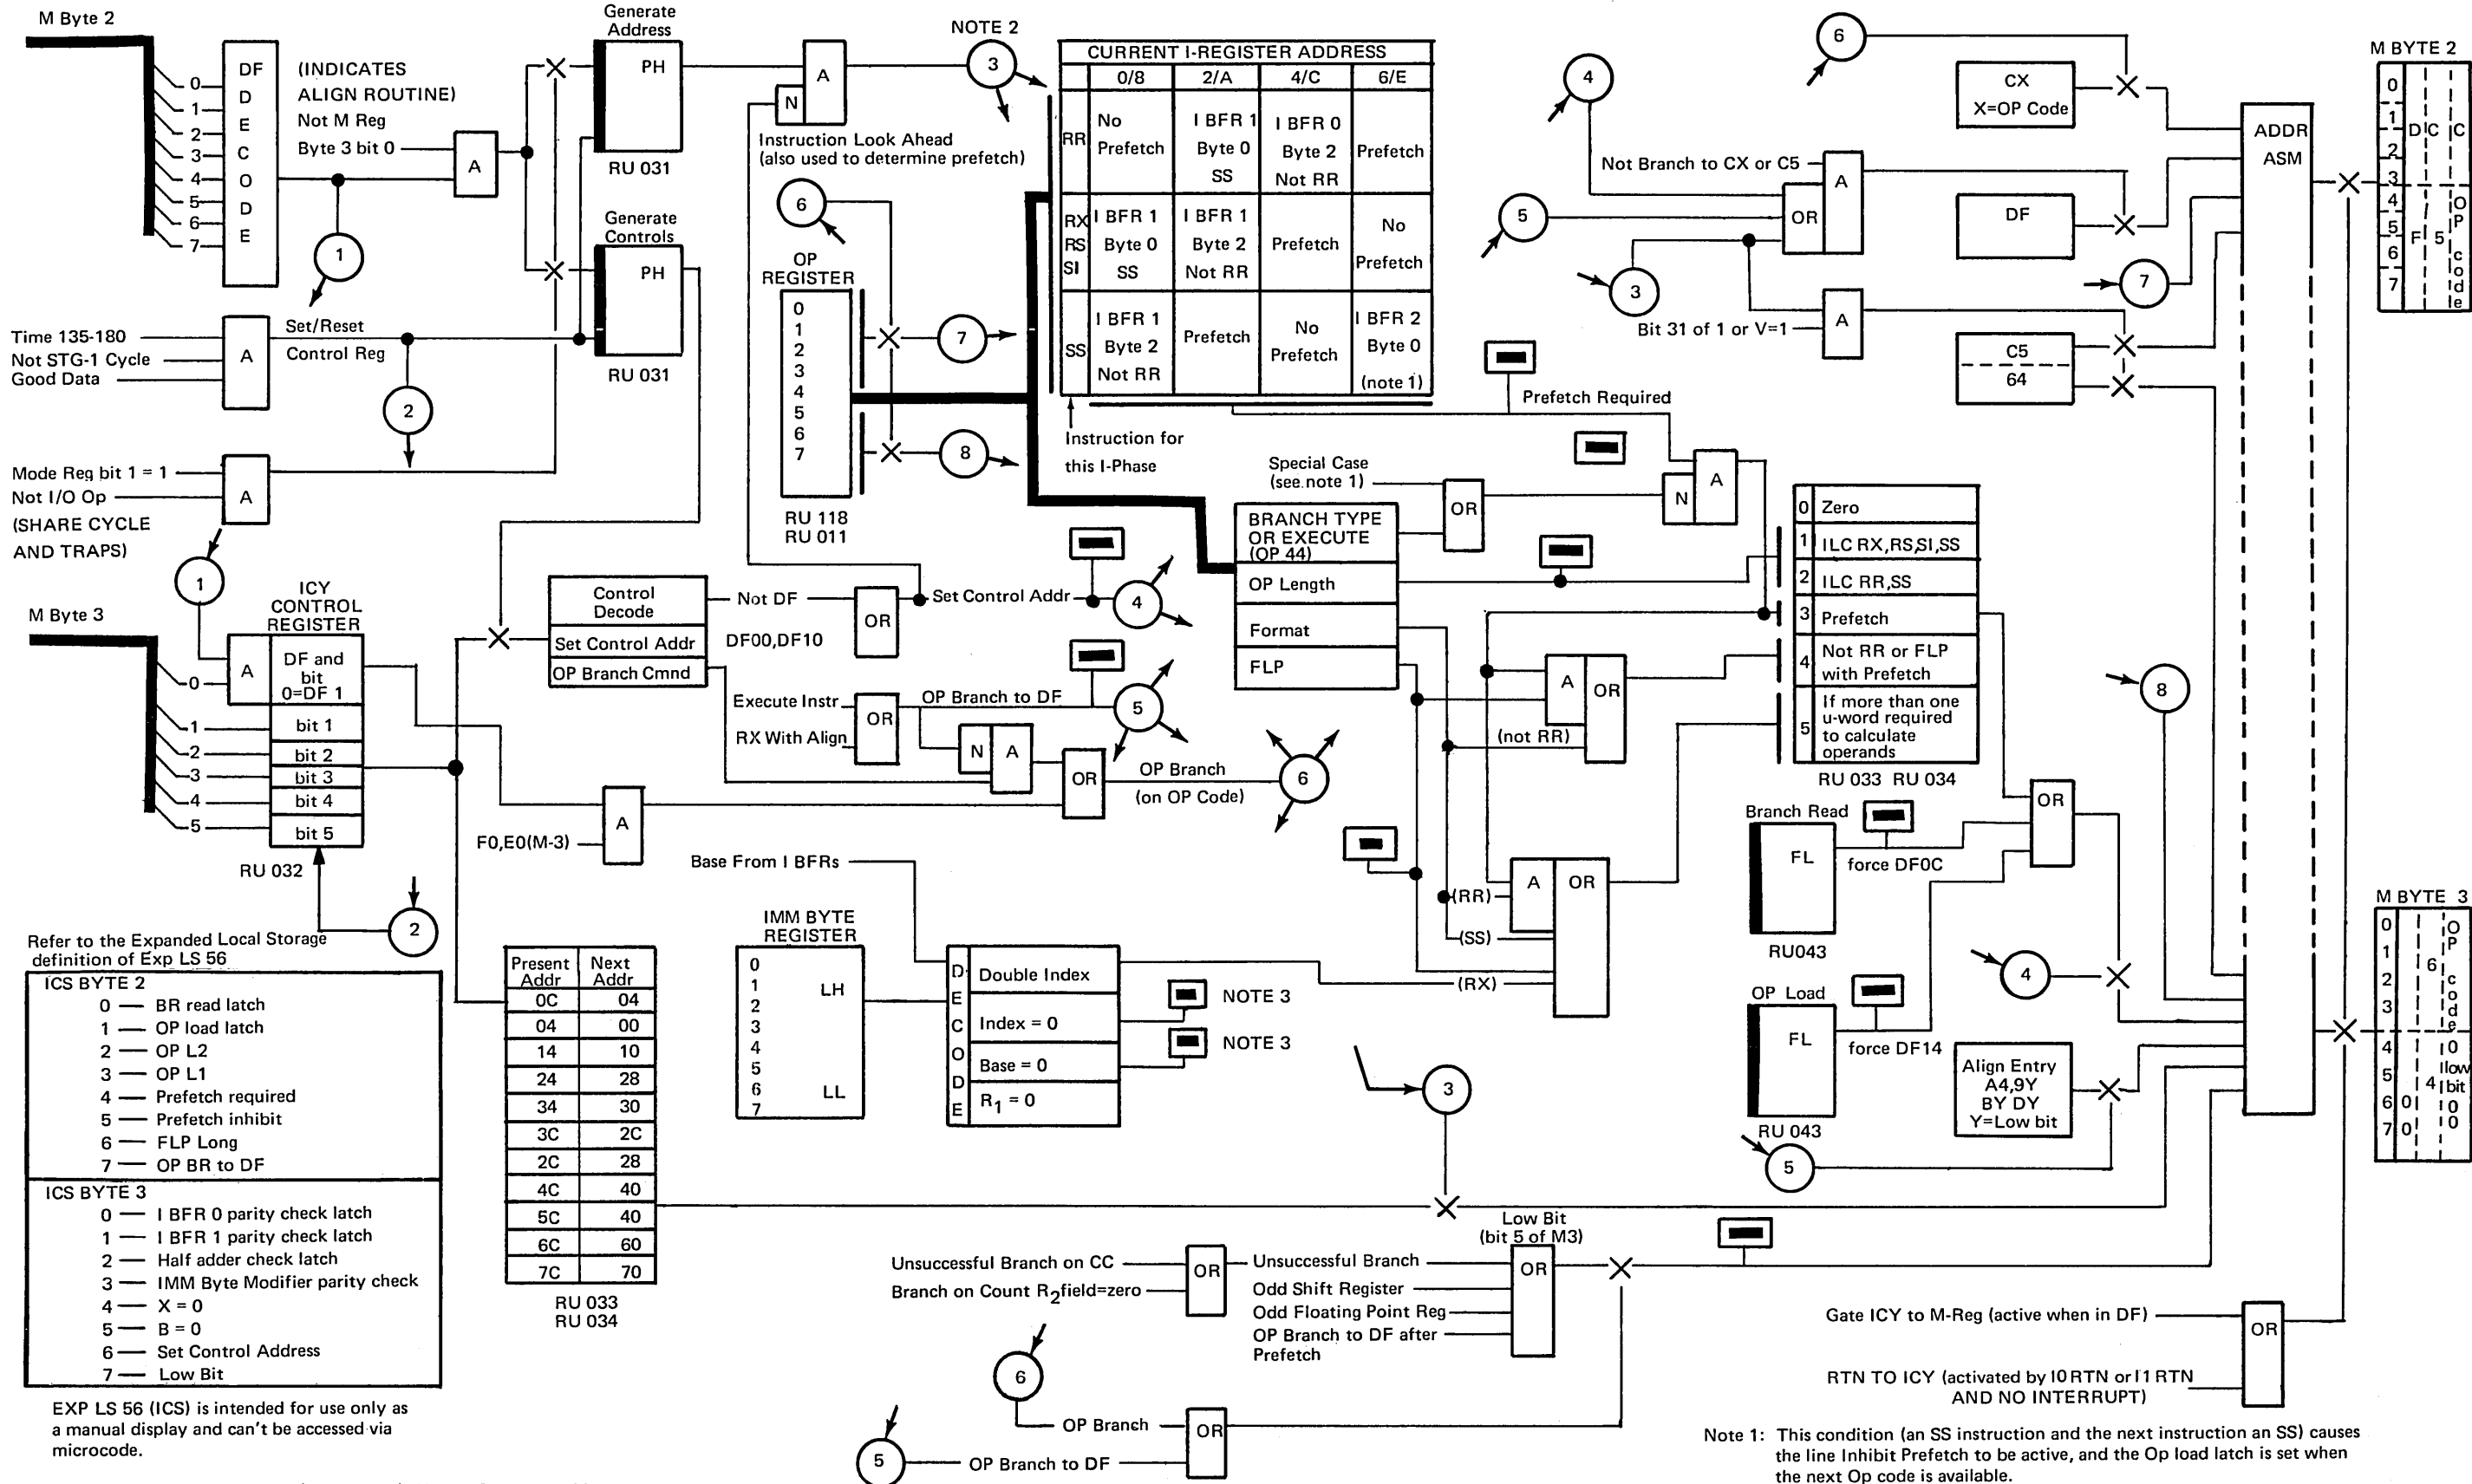 M Byte 2
0
1
2
3
4
5
6
7
DF
D
E
C
O
D
E
(INDICATES
ALIGN ROUTINE)
Not M Reg
Byte 3 bit 0
A
1
Generate
Address
PH
RU 031
Generate
Controls
PH
RU 031
Time 135-180
Not STG-1 Cycle
Good Data
A
Set/Reset
Control Reg
2
Mode Reg bit 1 = 1
Not I/O Op
(SHARE CYCLE
AND TRAPS)
A
1
A
N
Instruction Look Ahead
(also used to determine prefetch)
NOTE 2
3
6
OP
REGISTER
0
1
2
3
4
5
6
7
RU 118
RU 011
7
8
CURRENT I-REGISTER ADDRESS
0/8 2/A 4/C 6/E
RR
No
Prefetch
I BFR 1
Byte 0
SS
I BFR 0
Byte 2
Not RR
Prefetch
RX
RS
SI
I BFR 1
Byte 0
SS
I BFR 1
Byte 2
Not RR
Prefetch
No
Prefetch
SS
I BFR 1
Byte 2
Not RR
Prefetch
No
Prefetch
I BFR 2
Byte 0
(note 1)
Instruction for
this I-Phase
Prefetch Required
4
5
3
6
Not Branch to CX or C5
OR
A
Bit 31 of 1 or V=1
A
CX
X=OP Code
DF
7
C5
64
ADDR
ASM
M BYTE 2
0
1
2
3
4
5
6
7
D C C
F 5
OP code
Special Case
(see note 1)
OR
N
A
BRANCH TYPE
OR EXECUTE
(OP 44)
OP Length
Format
FLP
0 Zero
1 ILC RX,RS,SI,SS
2 ILC RR,SS
3 Prefetch
4 Not RR or FLP
with Prefetch
5 If more than one
u-word required
to calculate
operands
RU 033 RU 034
A
OR
(not RR)
A
OR
(RR)
(SS)
(RX)
M Byte 3
0
1
2
3
4
5
ICY
CONTROL
REGISTER
A
DF and
bit
0=DF 1
bit 1
bit 2
bit 3
bit 4
bit 5
RU 032
2
Control
Decode
Set Control Addr
OP Branch Cmnd
Not DF
DF00,DF10
OR
Set Control Addr
4
Execute Instr
RX With Align
OR
OP Branch to DF
5
N
A
OR
OP Branch
(on OP Code)
6
F0,E0(M-3)
A
Base From I BFRs
IMM BYTE
REGISTER
0
1
2
3
4
5
6
7
LH
LL
D
E
C
O
D
E
Double Index
Index = 0
Base = 0
R1 = 0
NOTE 3
NOTE 3
Branch Read
FL
RU043
force DF0C
OP Load
FL
RU 043
force DF14
OR
8
4
Align Entry
A4,9Y
BY DY
Y=Low bit
5
3
M BYTE 3
0
1
2
3
4
5
6 0
7 0
6
4
OP code
0
low
bit
0
0
Refer to the Expanded Local Storage
definition of Exp LS 56
ICS BYTE 2
0 — BR read latch
1 — OP load latch
2 — OP L2
3 — OP L1
4 — Prefetch required
5 — Prefetch inhibit
6 — FLP Long
7 — OP BR to DF
ICS BYTE 3
0 — I BFR 0 parity check latch
1 — I BFR 1 parity check latch
2 — Half adder check latch
3 — IMM Byte Modifier parity check
4 — X = 0
5 — B = 0
6 — Set Control Address
7 — Low Bit
EXP LS 56 (ICS) is intended for use only as
a manual display and can't be accessed via
microcode.
Present Addr Next Addr
0C 04
04 00
14 10
24 28
34 30
3C 2C
2C 28
4C 40
5C 40
6C 60
7C 70
RU 033
RU 034
Unsuccessful Branch on CC
Branch on Count R2field=zero
OR
Low Bit
(bit 5 of M3)
Unsuccessful Branch
Odd Shift Register
Odd Floating Point Reg
OP Branch to DF after
Prefetch
OR
6
OP Branch
5
OP Branch to DF
OR
Gate ICY to M-Reg (active when in DF)
RTN TO ICY (activated by I0 RTN or I1 RTN
AND NO INTERRUPT)
OR
Note 1: This condition (an SS instruction and the next instruction an SS) causes
the line Inhibit Prefetch to be active, and the Op load latch is set when
the next Op code is available.